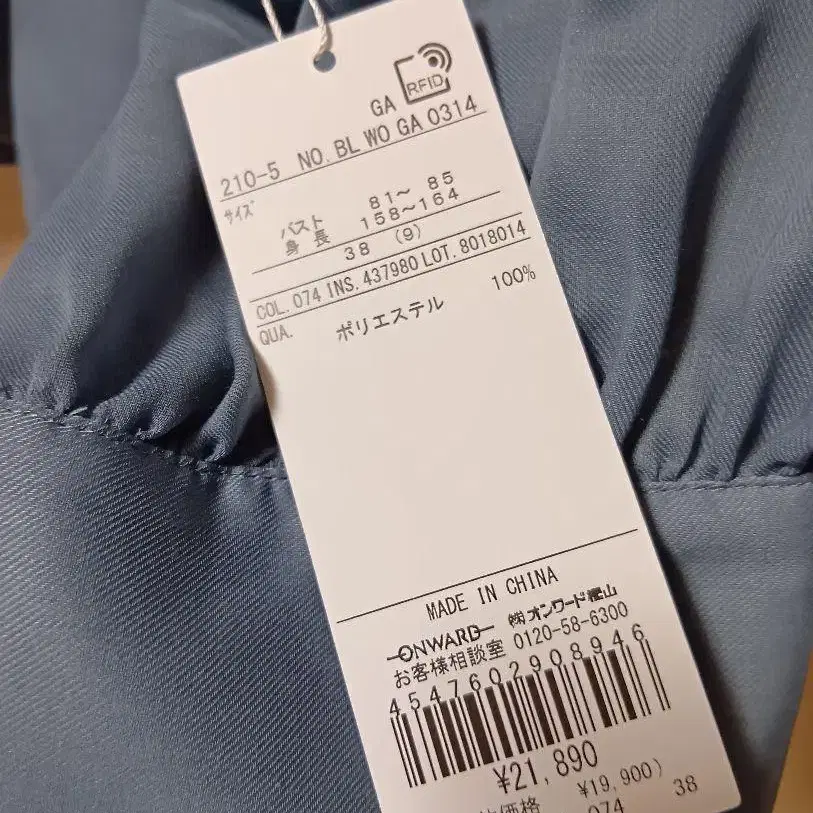 GA RFID
210-5 NO. BL WO GA 0314
サイズ
バスト 81～ 85
身長 158～164
38 (9)
COL. 074 INS. 437980 LOT. 8018014
QUA. ポリエステル 100%
MADE IN CHINA
ONWARD ㈱オンワード樫山
お客様相談室 0120-58-6300
4547602908946
¥21,890
価格 ¥19,900)
074 38